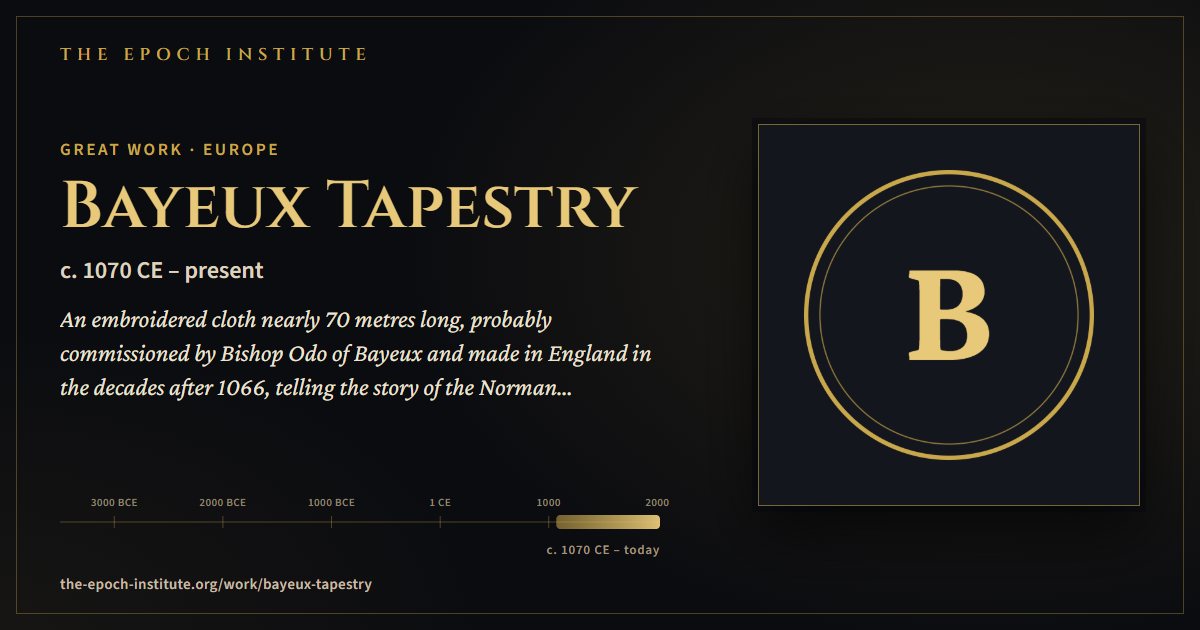 THE EPOCH INSTITUTE
GREAT WORK · EUROPE
BAYEUX TAPESTRY
c. 1070 CE – present
An embroidered cloth nearly 70 metres long, probably
commissioned by Bishop Odo of Bayeux and made in England in
the decades after 1066, telling the story of the Norman...
B
3000 BCE 2000 BCE 1000 BCE 1 CE 1000 2000
c. 1070 CE – today
the-epoch-institute.org/work/bayeux-tapestry